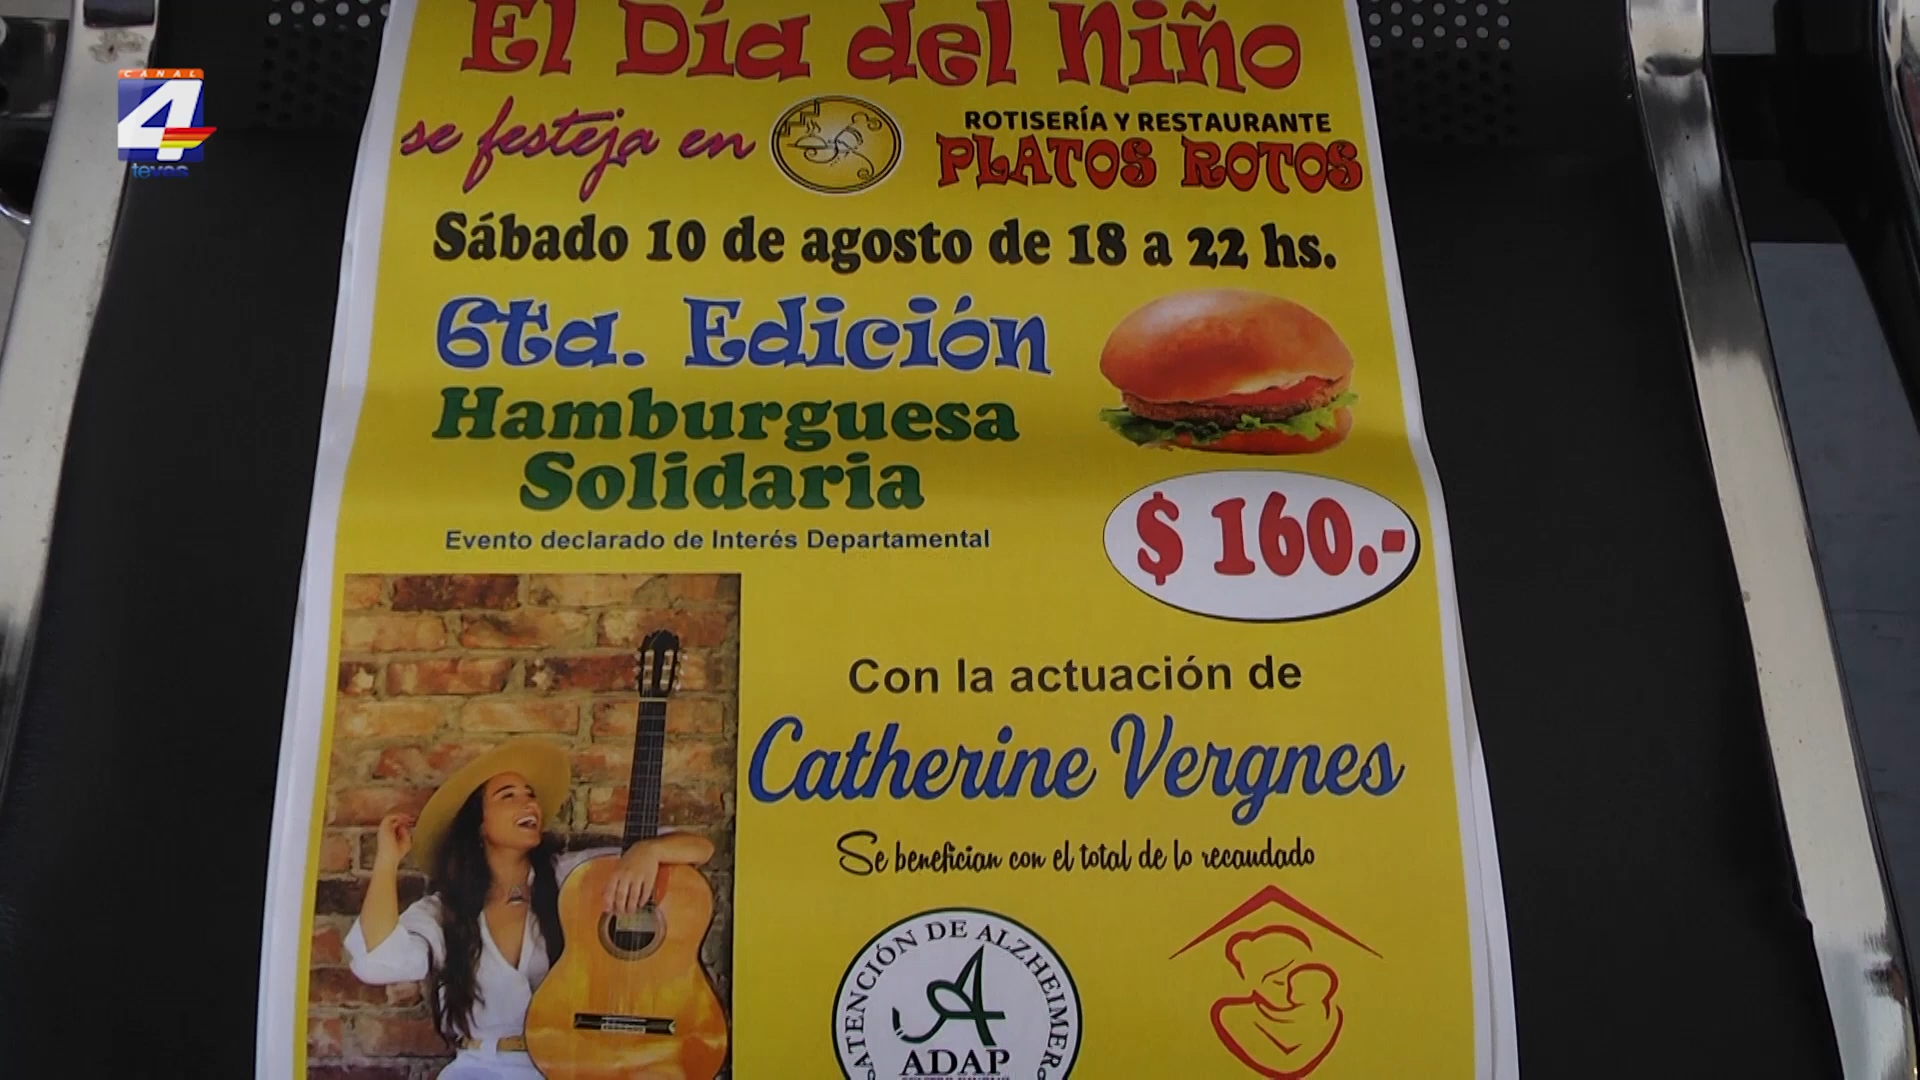 CANAL
4
teves
El Día del Niño
se festeja en
ROTISERÍA Y RESTAURANTE
PLATOS ROTOS
Sábado 10 de agosto de 18 a 22 hs.
6ta. Edición
Hamburguesa
Solidaria
Evento declarado de Interés Departamental
$ 160.-
Con la actuación de
Catherine Vergnes
Se benefician con el total de lo recaudado
ATENCIÓN DE ALZHEIMER
ADAP